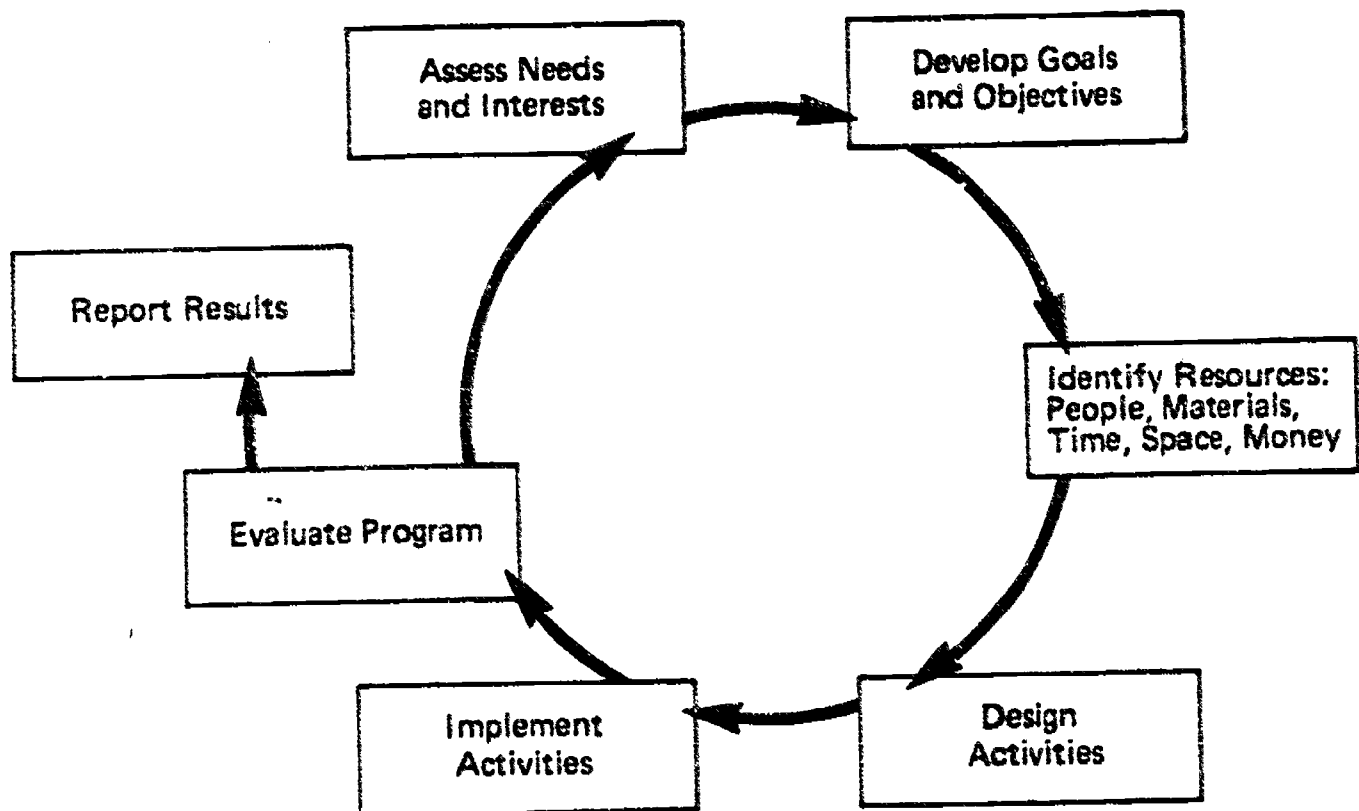 Assess Needs
and Interests
Develop Goals
and Objectives
Identify Resources:
People, Materials,
Time, Space, Money
Design
Activities
Implement
Activities
Evaluate Program
Report Results